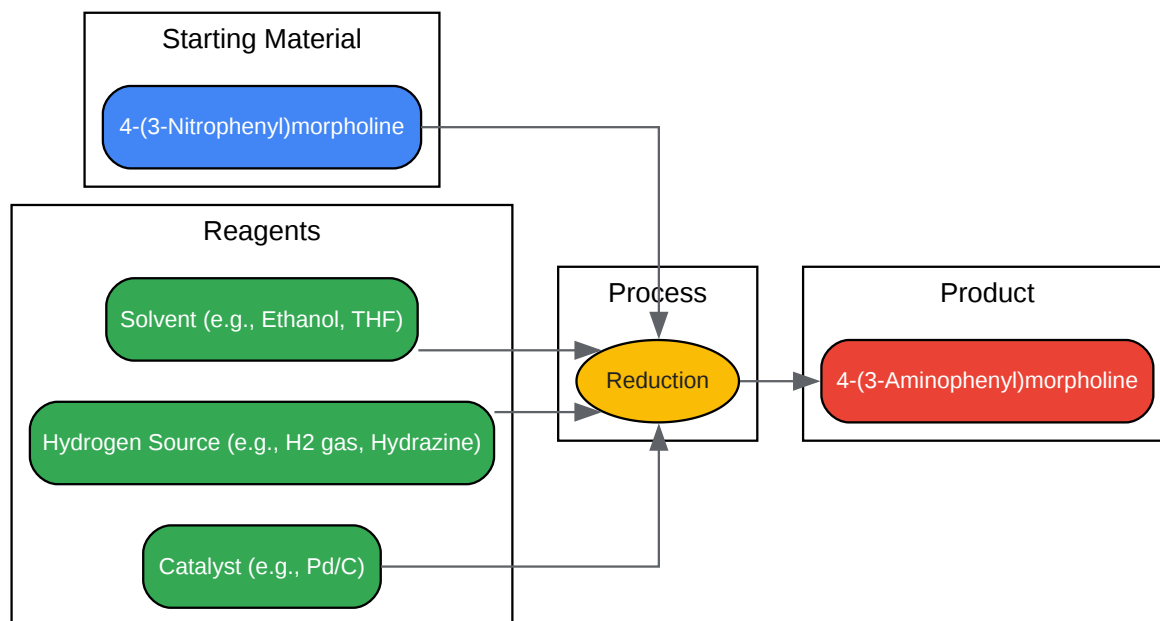 Starting Material
4-(3-Nitrophenyl)morpholine
Reagents
Solvent (e.g., Ethanol, THF)
Hydrogen Source (e.g., H2 gas, Hydrazine)
Catalyst (e.g., Pd/C)
Process
Reduction
Product
4-(3-Aminophenyl)morpholine